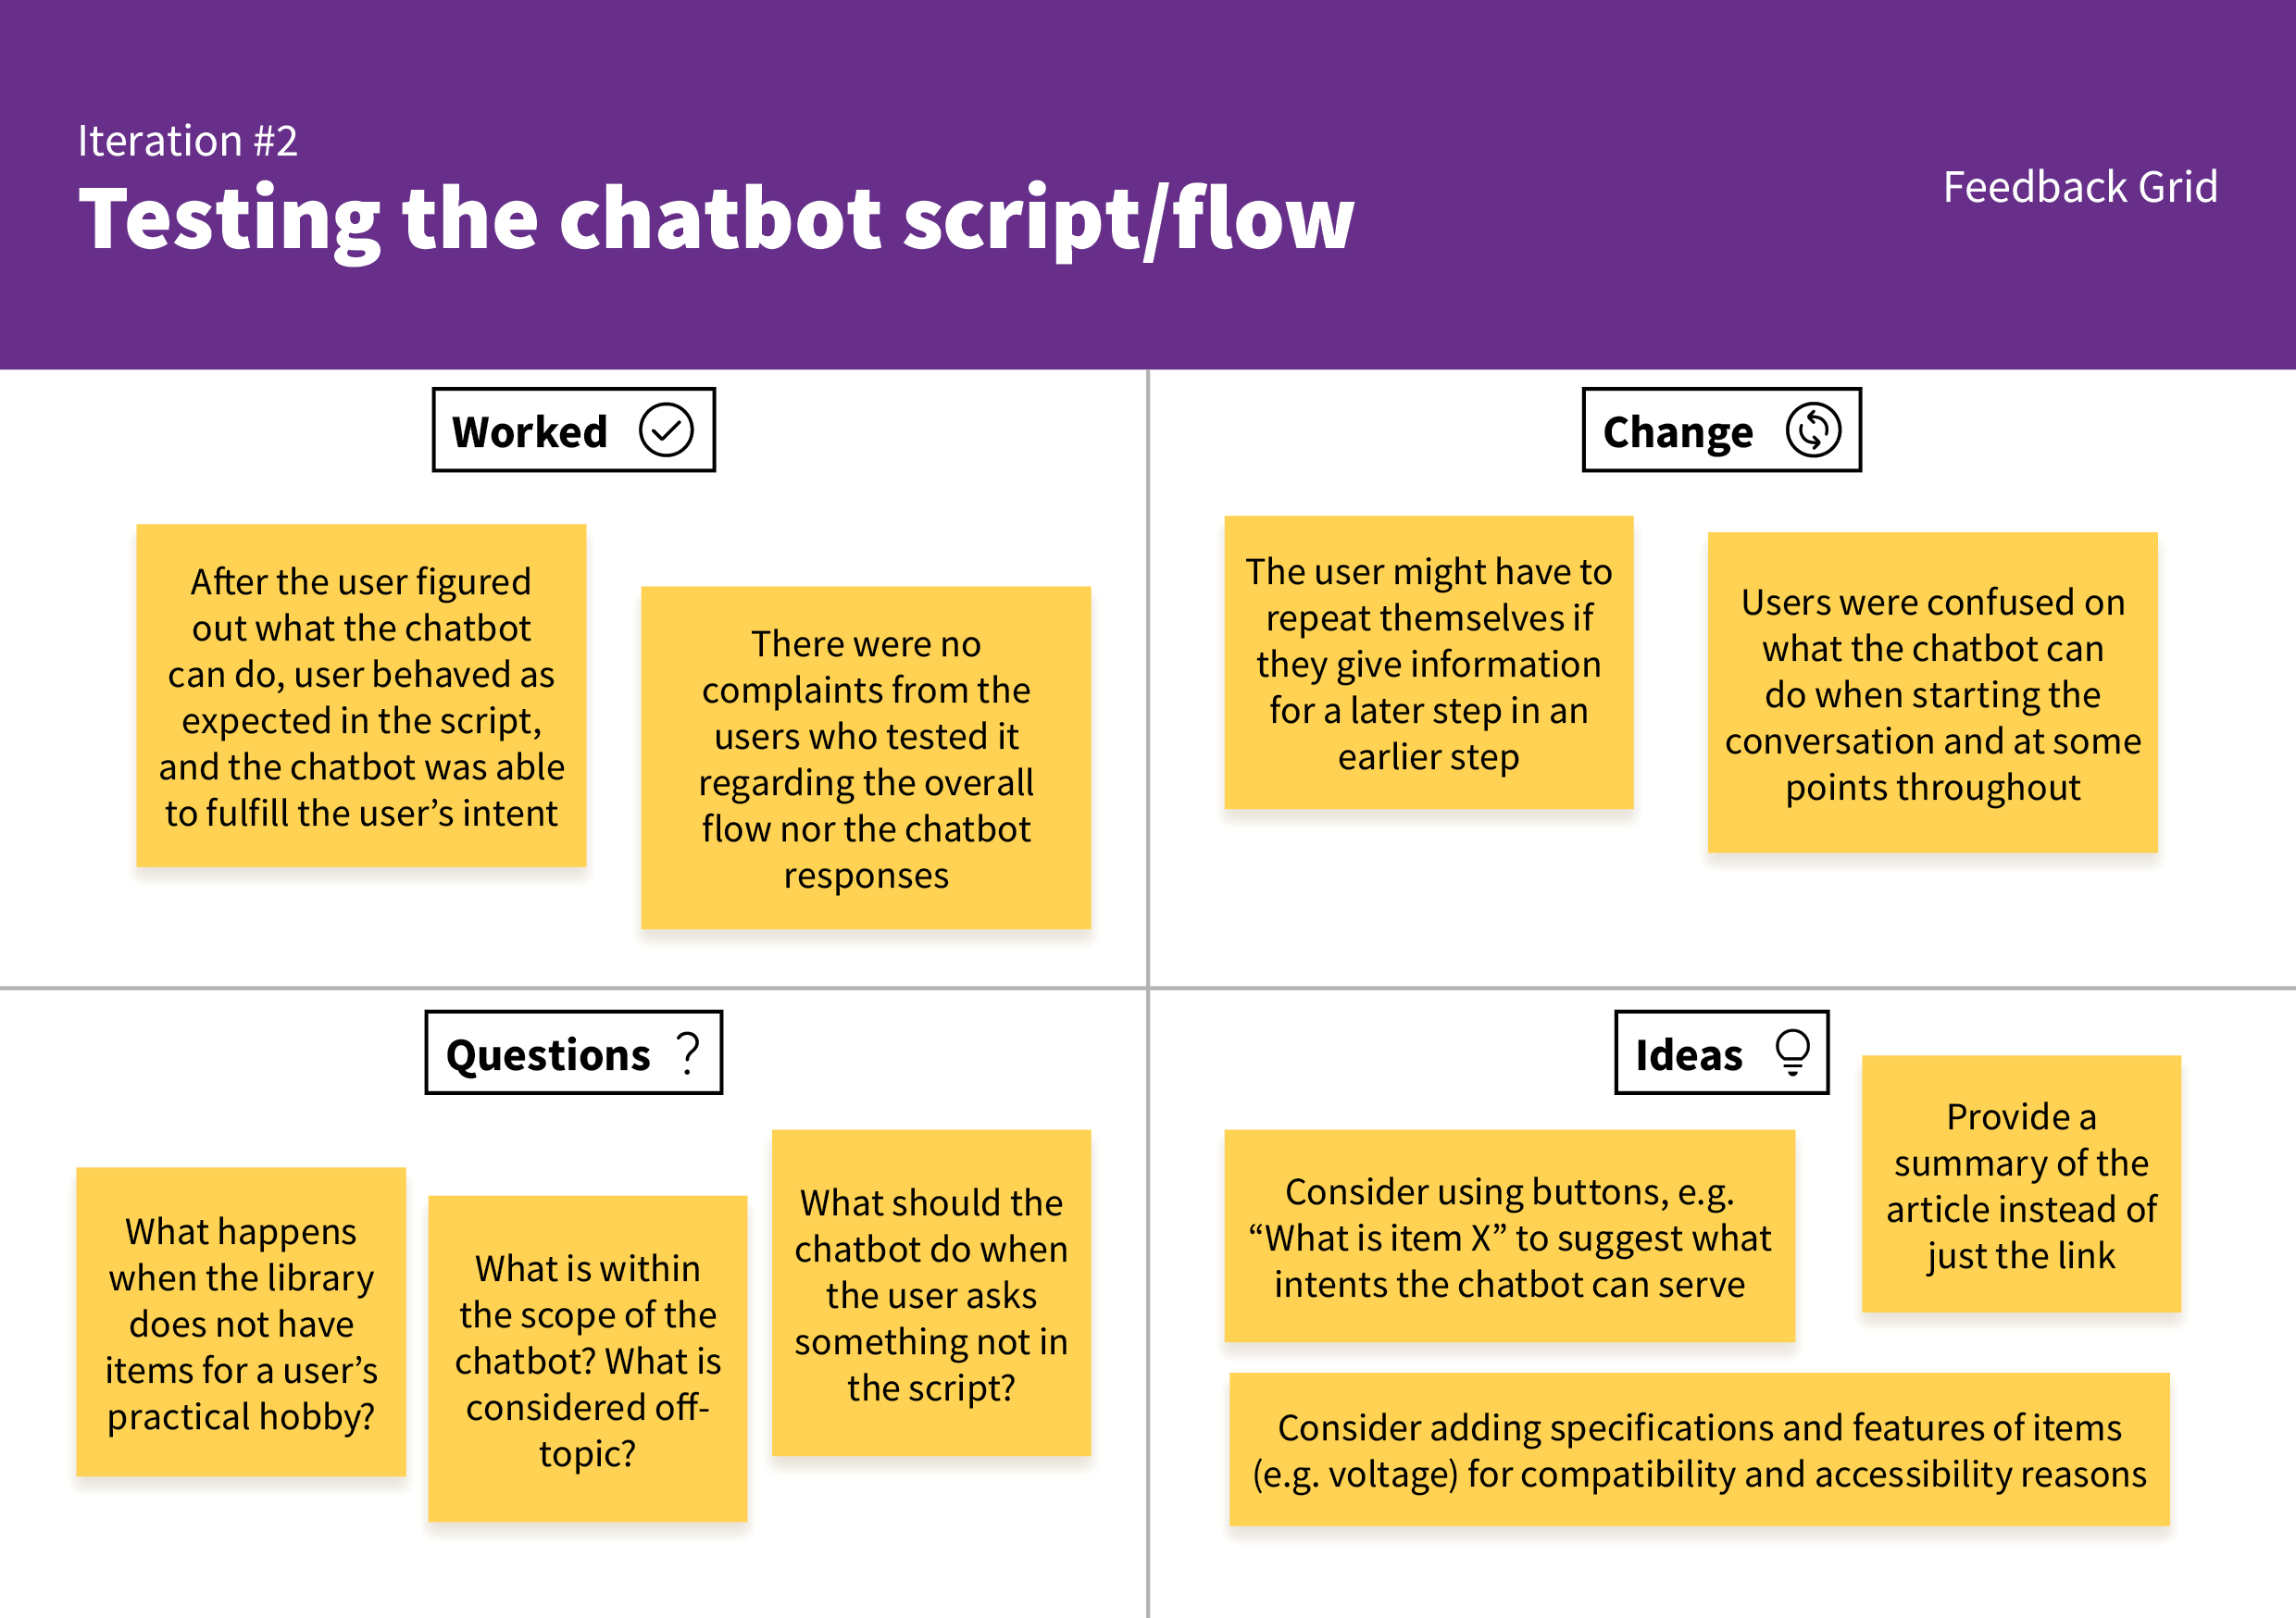 Iteration #2
Testing the chatbot script/flow
Feedback Grid
Worked
After the user figured
out what the chatbot
can do, user behaved as
expected in the script,
and the chatbot was able
to fulfill the user’s intent
There were no
complaints from the
users who tested it
regarding the overall
flow nor the chatbot
responses
Change
The user might have to
repeat themselves if
they give information
for a later step in an
earlier step
Users were confused on
what the chatbot can
do when starting the
conversation and at some
points throughout
Questions ?
What happens
when the library
does not have
items for a user’s
practical hobby?
What is within
the scope of the
chatbot? What is
considered off-
topic?
What should the
chatbot do when
the user asks
something not in
the script?
Ideas
Consider using buttons, e.g.
“What is item X” to suggest what
intents the chatbot can serve
Provide a
summary of the
article instead of
just the link
Consider adding specifications and features of items
(e.g. voltage) for compatibility and accessibility reasons